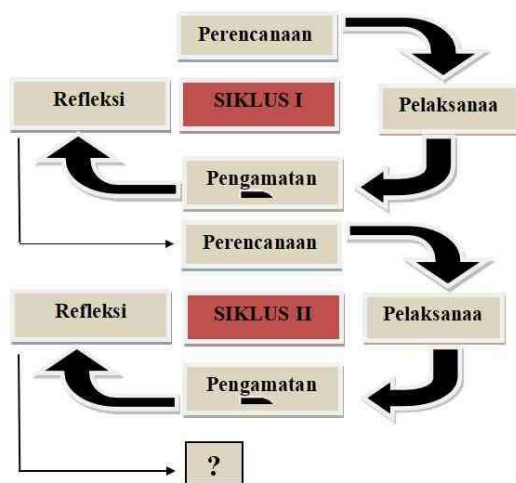 Perencanaan
Refleksi
SIKLUS I
Pelaksanaa
Pengamatan
Perencanaan
Refleksi
SIKLUS II
Pelaksanaa
Pengamatan
?